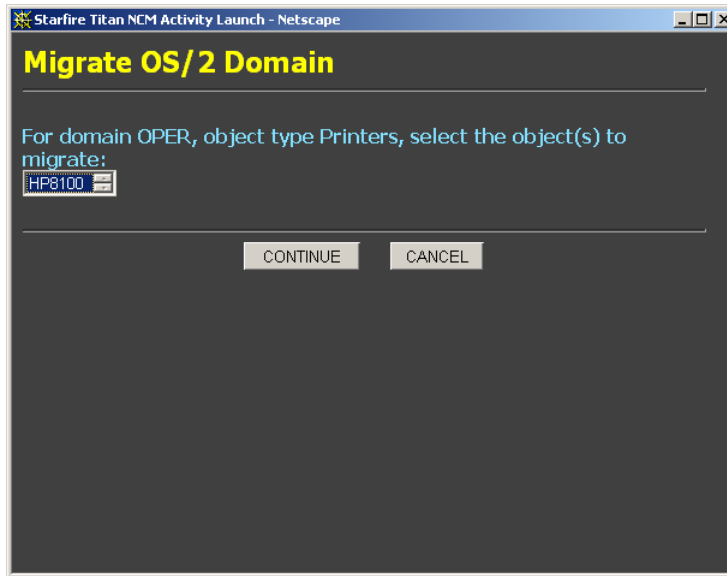 Starfire Titan NCM Activity Launch - Netscape
Migrate OS/2 Domain
For domain OPER, object type Printers, select the object(s) to
migrate:
HP8100
CONTINUE CANCEL